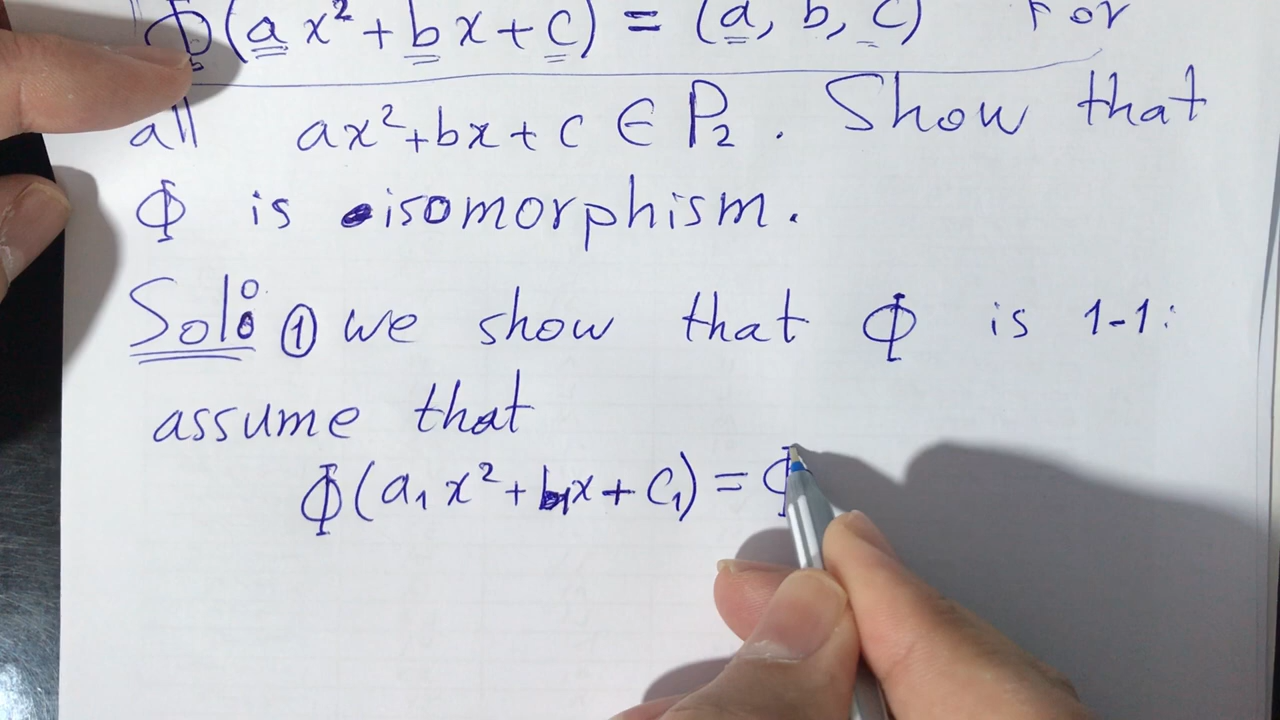 Φ(ax²+bx+c) = (a, b, c) For
all ax²+bx+c ∈ P₂. Show that
Φ is isomorphism.
Sol: ① we show that Φ is 1-1:
assume that
Φ(a₁x²+b₁x+c₁) = Φ